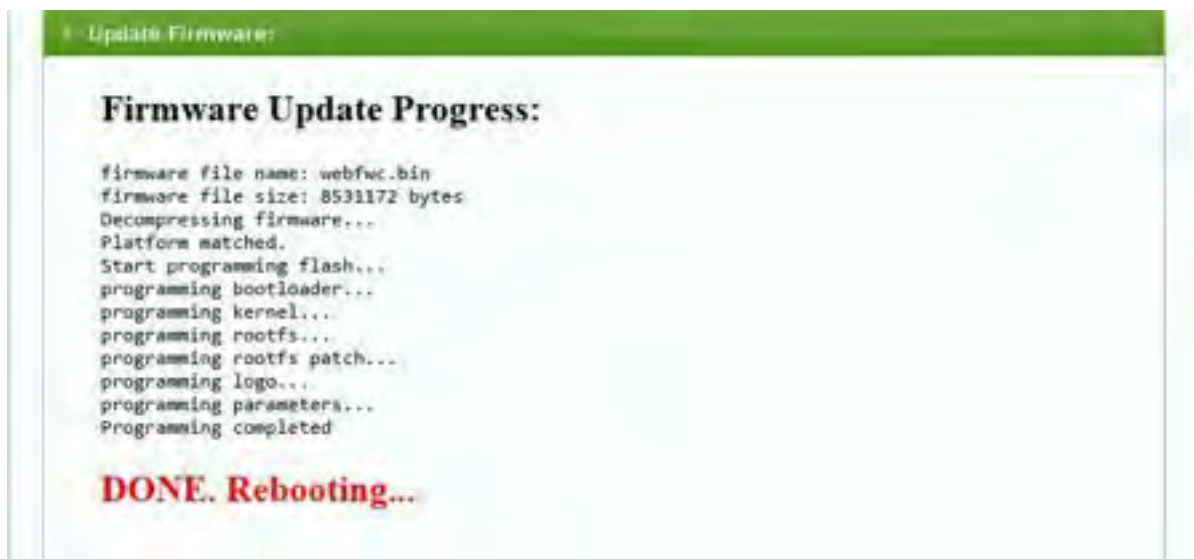 Update Firmware:
Firmware Update Progress:
firmware file name: webfwc.bin
firmware file size: 8531172 bytes
Decompressing firmware...
Platform matched.
Start programming flash...
programming bootloader...
programming kernel...
programming rootfs...
programming rootfs patch...
programming logo...
programming parameters...
Programming completed
DONE. Rebooting...